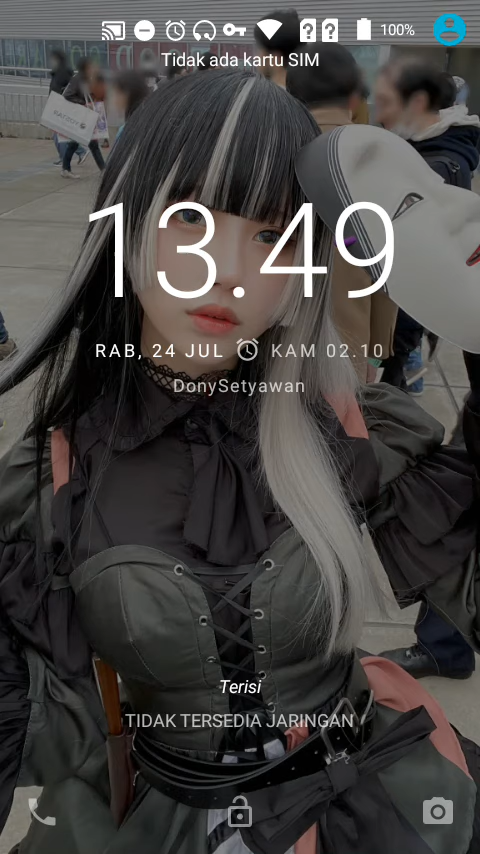 100%
Tidak ada kartu SIM
13.49
RAB, 24 JUL KAM 02.10
DonySetyawan
Terisi
TIDAK TERSEDIA JARINGAN